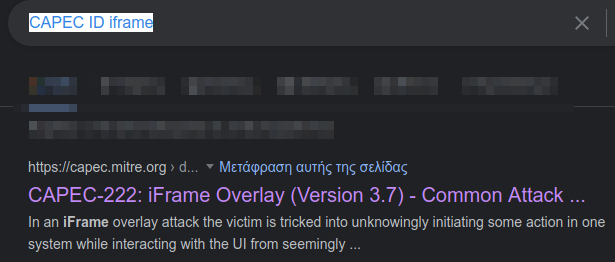 CAPEC ID iframe
https://capec.mitre.org › d... Μετάφραση αυτής της σελίδας
CAPEC-222: iFrame Overlay (Version 3.7) - Common Attack ...
In an iFrame overlay attack the victim is tricked into unknowingly initiating some action in one
system while interacting with the UI from seemingly ...